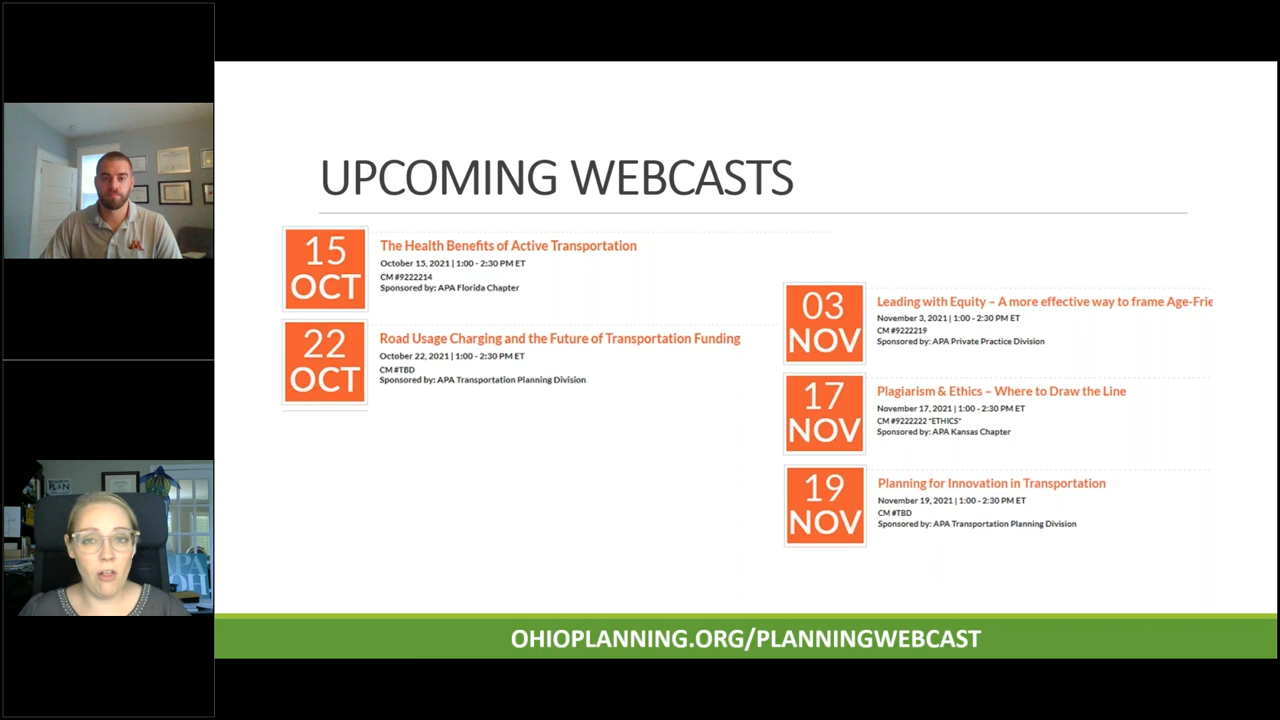 UPCOMING WEBCASTS
15
OCT
The Health Benefits of Active Transportation
October 15, 2021 | 1:00 - 2:30 PM ET
CM #9222214
Sponsored by: APA Florida Chapter
22
OCT
Road Usage Charging and the Future of Transportation Funding
October 22, 2021 | 1:00 - 2:30 PM ET
CM #TBD
Sponsored by: APA Transportation Planning Division
03
NOV
Leading with Equity – A more effective way to frame Age-Frie
November 3, 2021 | 1:00 - 2:30 PM ET
CM #9222219
Sponsored by: APA Private Practice Division
17
NOV
Plagiarism & Ethics – Where to Draw the Line
November 17, 2021 | 1:00 - 2:30 PM ET
CM #9222222 *ETHICS*
Sponsored by: APA Kansas Chapter
19
NOV
Planning for Innovation in Transportation
November 19, 2021 | 1:00 - 2:30 PM ET
CM #TBD
Sponsored by: APA Transportation Planning Division
OHIOPLANNING.ORG/PLANNINGWEBCAST
PLAN
OH